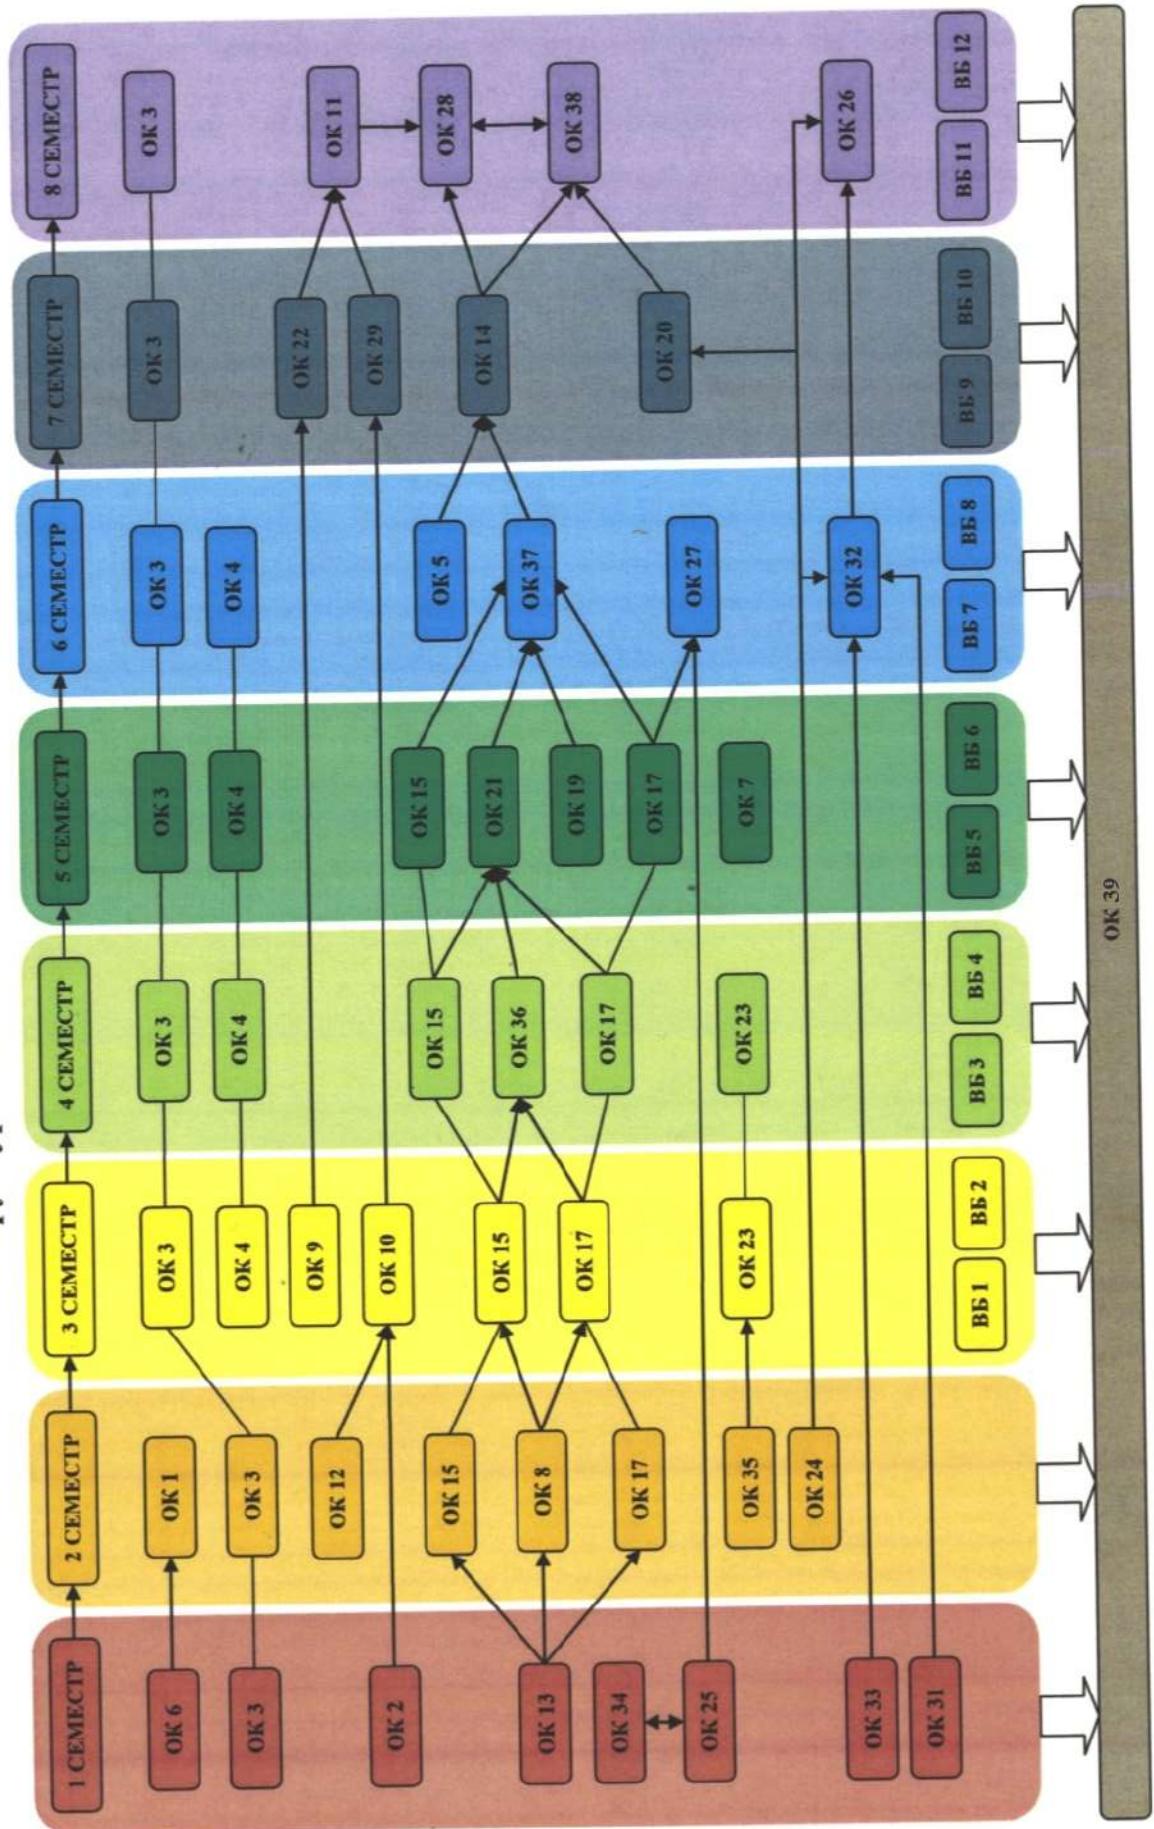 1 СЕМЕСТР
ОК 6
ОК 3
ОК 2
ОК 13
ОК 34
ОК 25
ОК 33
ОК 31
2 СЕМЕСТР
ОК 1
ОК 3
ОК 12
ОК 15
ОК 8
ОК 17
ОК 35
ОК 24
3 СЕМЕСТР
ОК 3
ОК 4
ОК 9
ОК 10
ОК 15
ОК 17
ОК 23
ВБ 1
ВБ 2
4 СЕМЕСТР
ОК 3
ОК 4
ОК 15
ОК 36
ОК 17
ОК 23
ВБ 3
ВБ 4
5 СЕМЕСТР
ОК 3
ОК 4
ОК 15
ОК 21
ОК 19
ОК 17
ОК 7
ВБ 5
ВБ 6
6 СЕМЕСТР
ОК 3
ОК 4
ОК 5
ОК 37
ОК 27
ОК 32
ВБ 7
ВБ 8
7 СЕМЕСТР
ОК 3
ОК 22
ОК 29
ОК 14
ОК 20
ВБ 9
ВБ 10
8 СЕМЕСТР
ОК 3
ОК 11
ОК 28
ОК 38
ОК 26
ВБ 11
ВБ 12
ОК 39